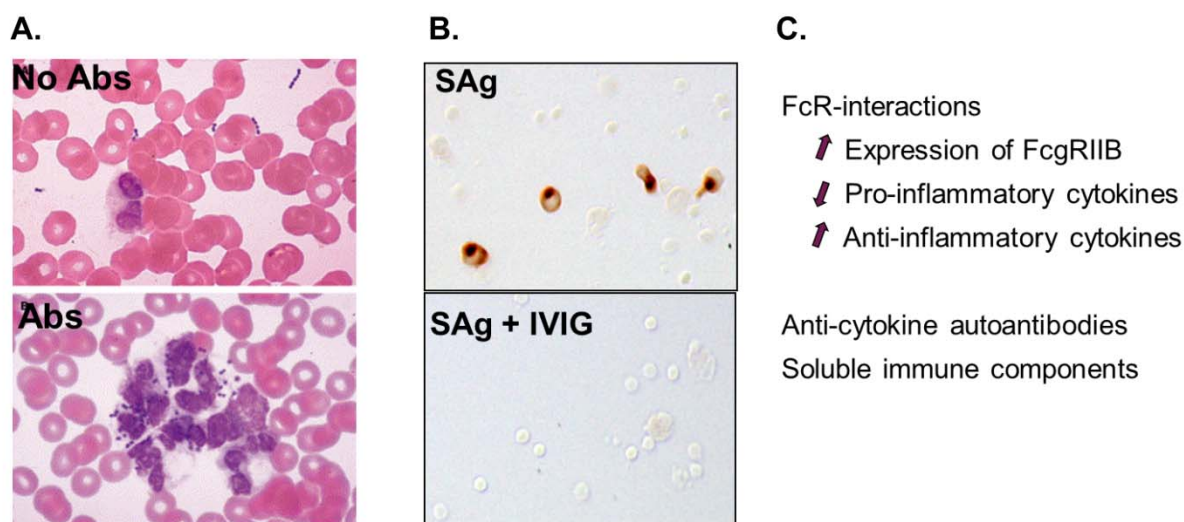 A.
No Abs
Abs
B.
SAg
SAg + IVIG
C.
FcR-interactions
Expression of FcgRIIB
Pro-inflammatory cytokines
Anti-inflammatory cytokines
Anti-cytokine autoantibodies
Soluble immune components